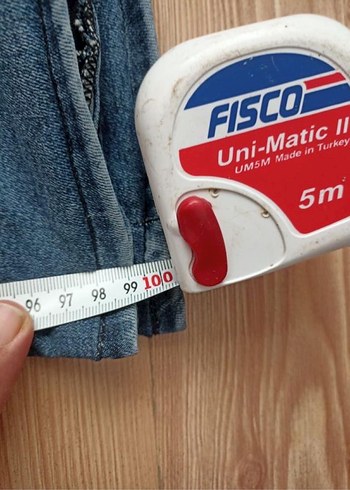 FISCO
Uni-Matic II
UM5M Made in Turkey
5m
96 97 98 99 100